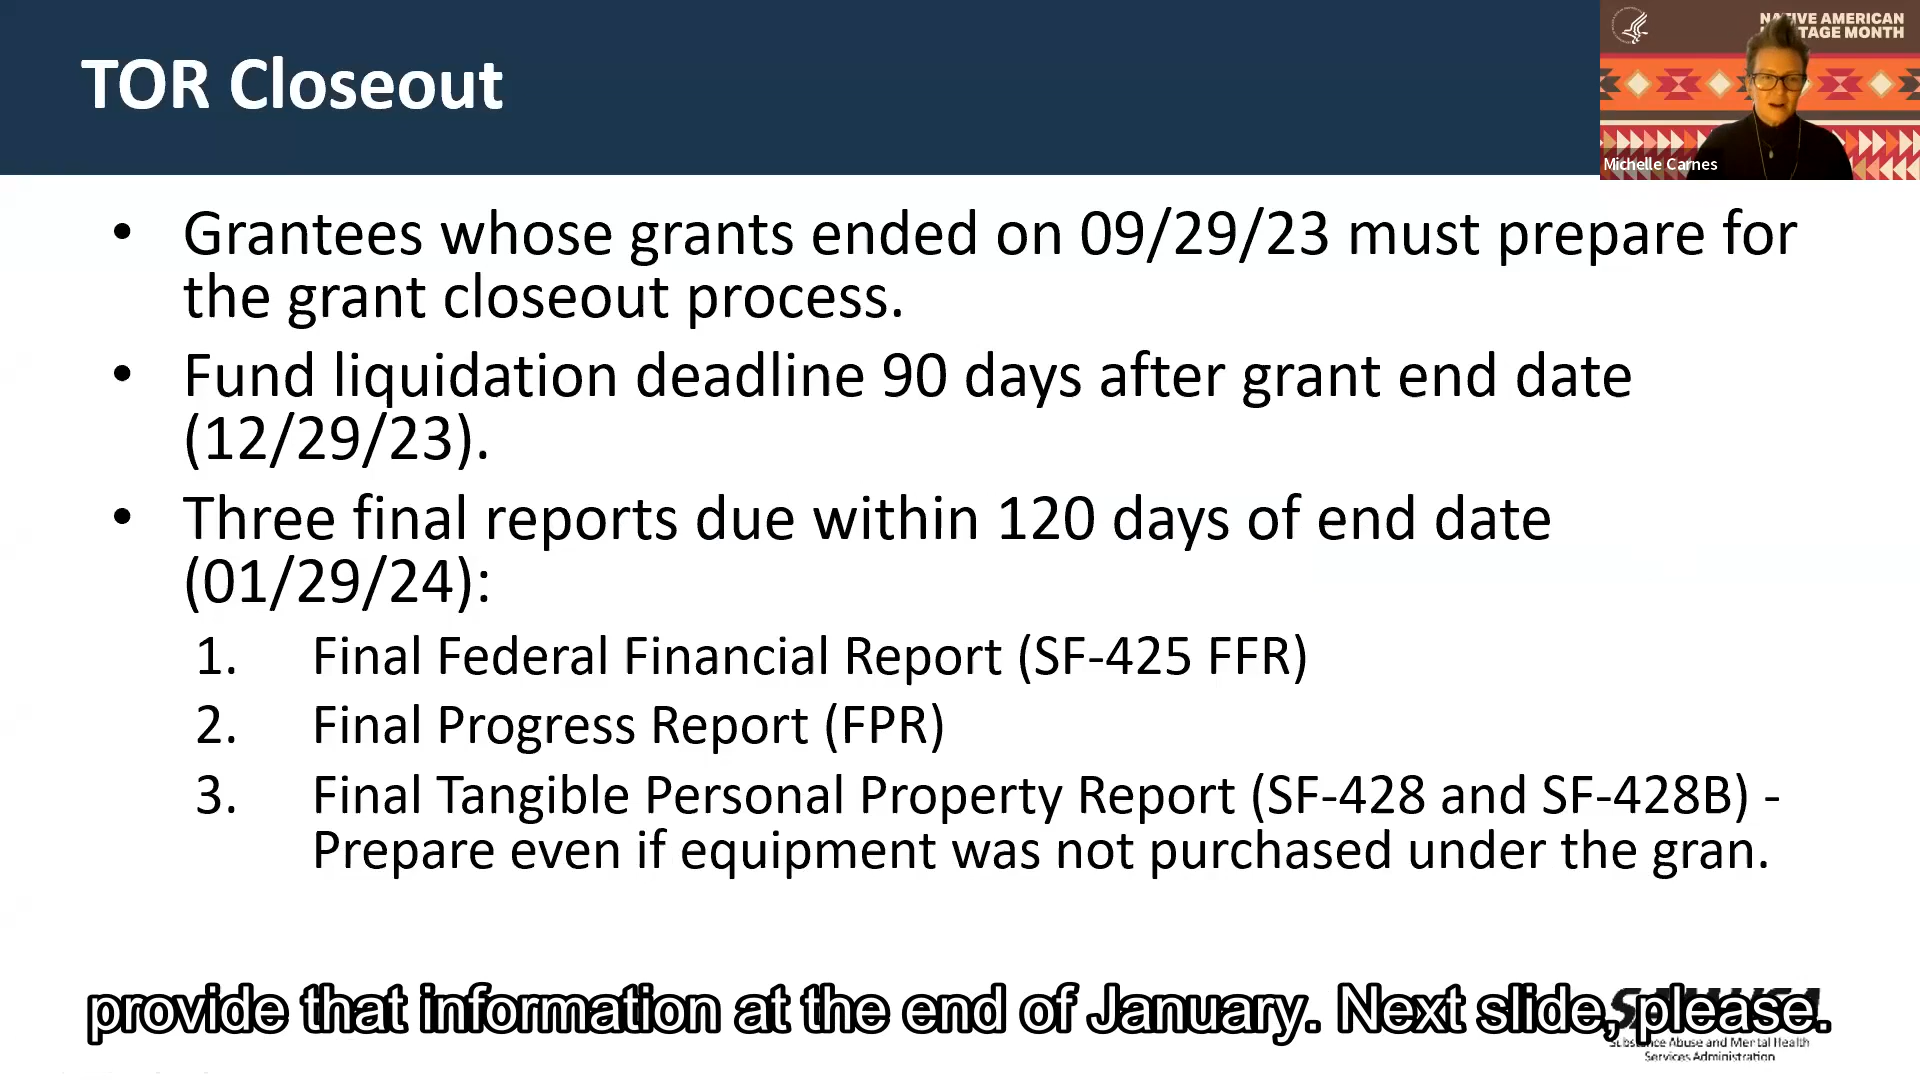 TOR Closeout
NATIVE AMERICAN
HERITAGE MONTH
Michelle Carnes
• Grantees whose grants ended on 09/29/23 must prepare for
the grant closeout process.
• Fund liquidation deadline 90 days after grant end date
(12/29/23).
• Three final reports due within 120 days of end date
(01/29/24):
1. Final Federal Financial Report (SF-425 FFR)
2. Final Progress Report (FPR)
3. Final Tangible Personal Property Report (SF-428 and SF-428B) -
Prepare even if equipment was not purchased under the gran.
provide that information at the end of January. Next slide, please.
SAMHSA
Substance Abuse and Mental Health
Services Administration